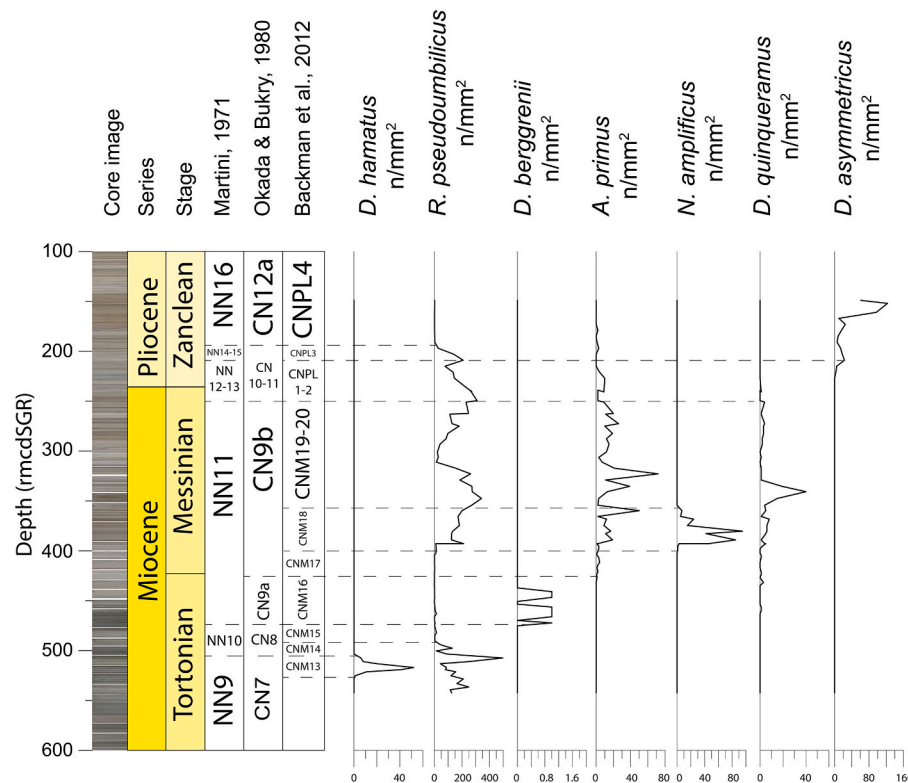 Core image
Series
Stage
Martini, 1971
Okada & Bukry, 1980
Backman et al., 2012
D. hamatus
n/mm²
R. pseudoumbilicus
n/mm²
D. berggrenii
n/mm²
A. primus
n/mm²
N. amplificus
n/mm²
D. quinqueramus
n/mm²
D. asymmetricus
n/mm²
Depth (rmcdSGR)
100
200
300
400
500
600
Pliocene
Miocene
Zanclean
Messinian
Tortonian
NN16
NN14-15
NN
12-13
NN11
NN10
NN9
CN12a
CN
10-11
CN9b
CN9a
CN8
CN7
CNPL4
CNPL3
CNPL
1-2
CNM19-20
CNM18
CNM17
CNM16
CNM15
CNM14
CNM13
0 40
0 200 400
0 0.8 1.6
0 40 80
0 40 80
0 40
0 80 16